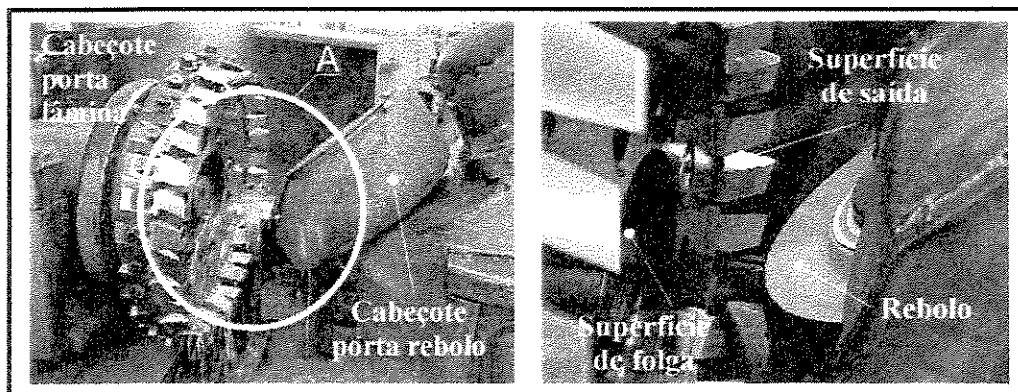 Cabeçote
porta
lâmina
A
Cabeçote
porta rebolo
Superfície
de saída
Superfície
de folga
Rebolo